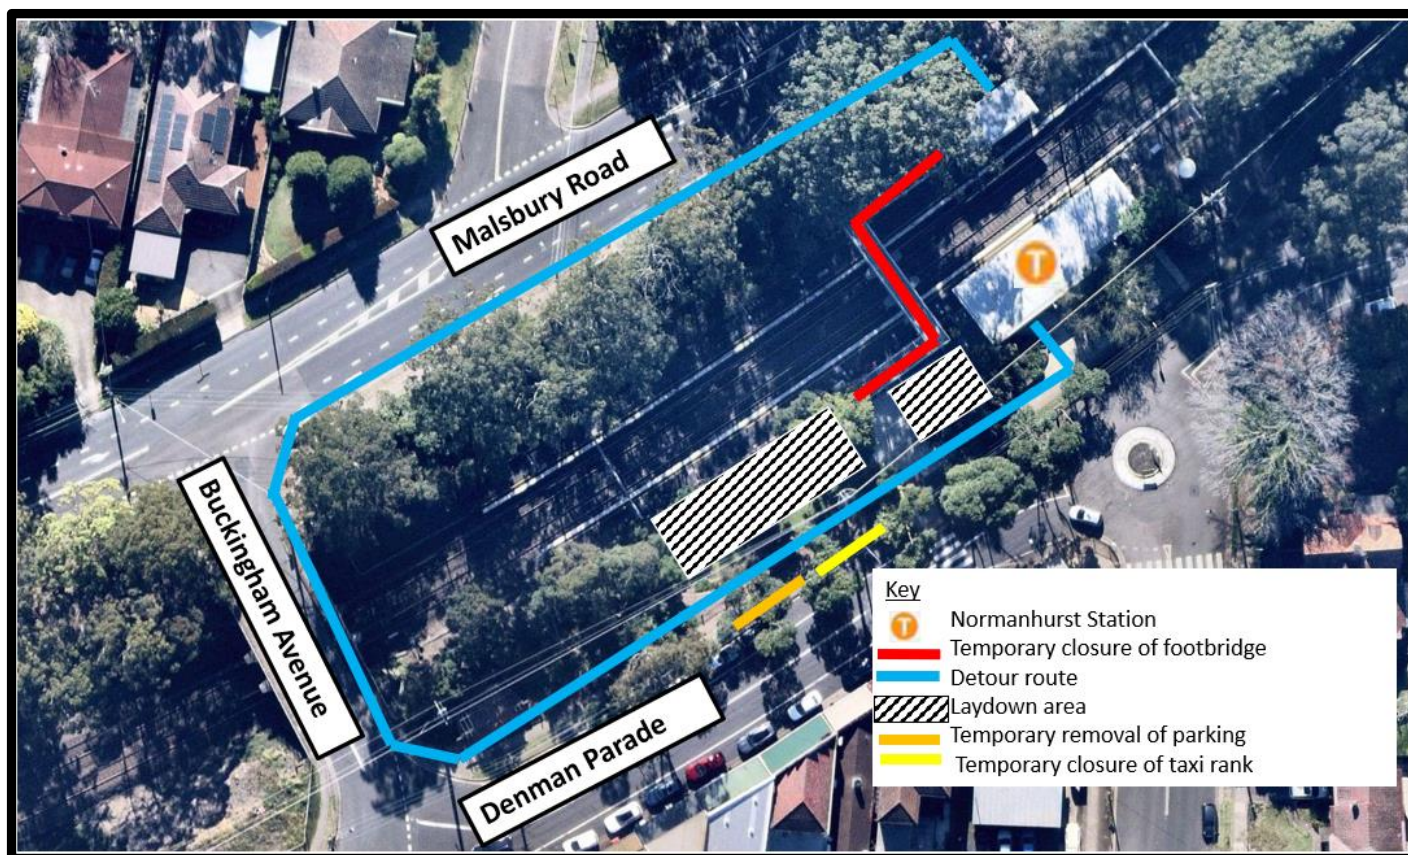 Malsbury Road
Buckingham Avenue
Denman Parade
T
Key
T Normanhurst Station
Temporary closure of footbridge
Detour route
Laydown area
Temporary removal of parking
Temporary closure of taxi rank